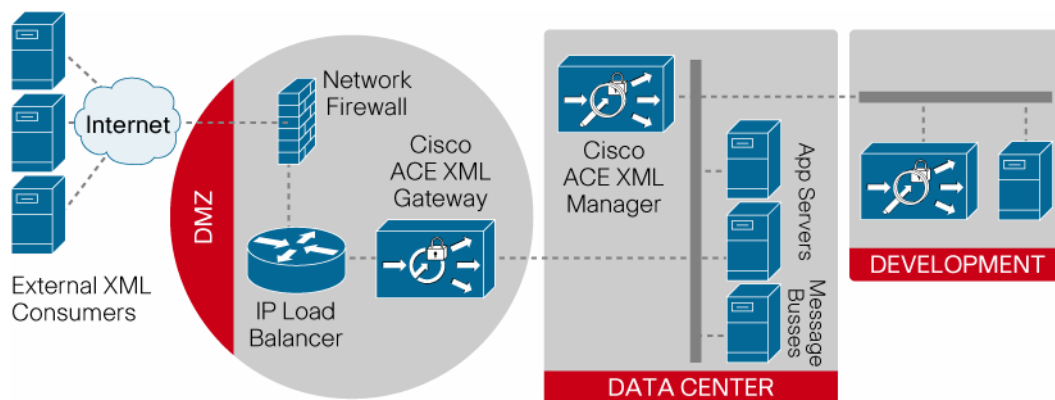 Internet
External XML
Consumers
DMZ
Network
Firewall
Cisco
ACE XML
Gateway
IP Load
Balancer
Cisco
ACE XML
Manager
App Servers
Message
Busses
DATA CENTER
DEVELOPMENT